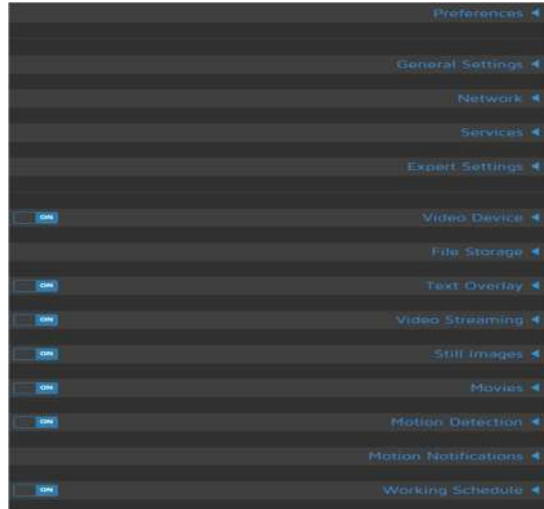 Preferences
General Settings
Network
Services
Expert Settings
ON Video Device
File Storage
ON Text Overlay
ON Video Streaming
ON Still Images
ON Movies
ON Motion Detection
Motion Notifications
ON Working Schedule